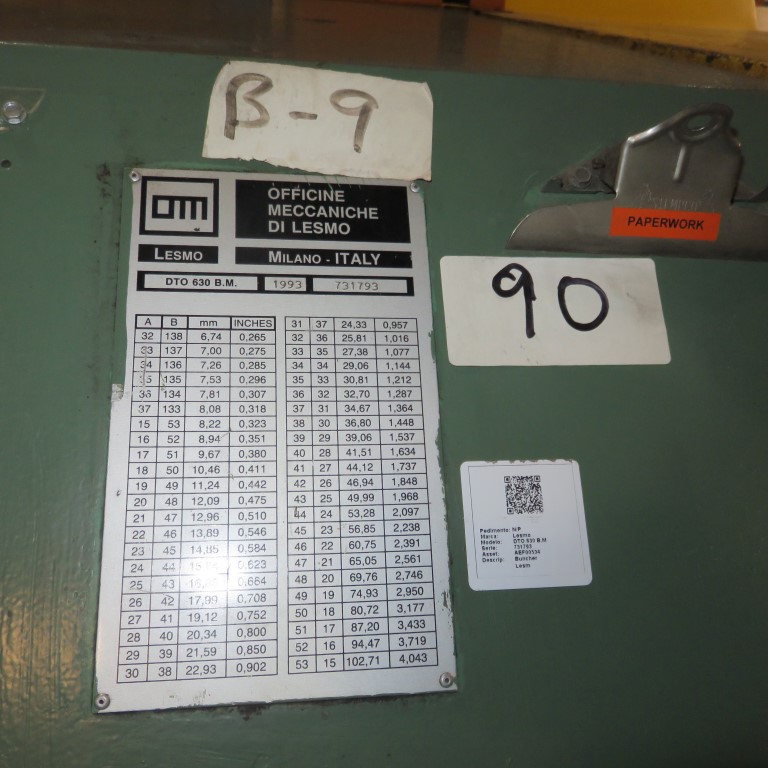 B-9
OM
OFFICINE
MECCANICHE
DI LESMO
LESMO
MILANO - ITALY
DTO 630 B.M. 1993 731793
A B mm INCHES
32 138 6,74 0,265
33 137 7,00 0,275
34 136 7,26 0,285
35 135 7,53 0,296
36 134 7,81 0,307
37 133 8,08 0,318
15 53 8,22 0,323
16 52 8,94 0,351
17 51 9,67 0,380
18 50 10,46 0,411
19 49 11,24 0,442
20 48 12,09 0,475
21 47 12,96 0,510
22 46 13,89 0,546
23 45 14,85 0,584
24 44 0,623
25 43 0,664
26 42 17,99 0,708
27 41 19,12 0,752
28 40 20,34 0,800
29 39 21,59 0,850
30 38 22,93 0,902
31 37 24,33 0,957
32 36 25,81 1,016
33 35 27,38 1,077
34 34 29,06 1,144
35 33 30,81 1,212
36 32 32,70 1,287
37 31 34,67 1,364
38 30 36,80 1,448
39 29 39,06 1,537
40 28 41,51 1,634
41 27 44,12 1,737
42 26 46,94 1,848
43 25 49,99 1,968
44 24 53,28 2,097
45 23 56,85 2,238
46 22 60,75 2,391
47 21 65,05 2,561
48 20 69,76 2,746
49 19 74,93 2,950
50 18 80,72 3,177
51 17 87,20 3,433
52 16 94,47 3,719
53 15 102,71 4,043
PAPERWORK
90
Pedimento: N/P
Marca: Lesmo
Modelo: DTO 630 B.M
Serie: 731793
Asset: AEF00534
Descrip: Buncher
Lesm